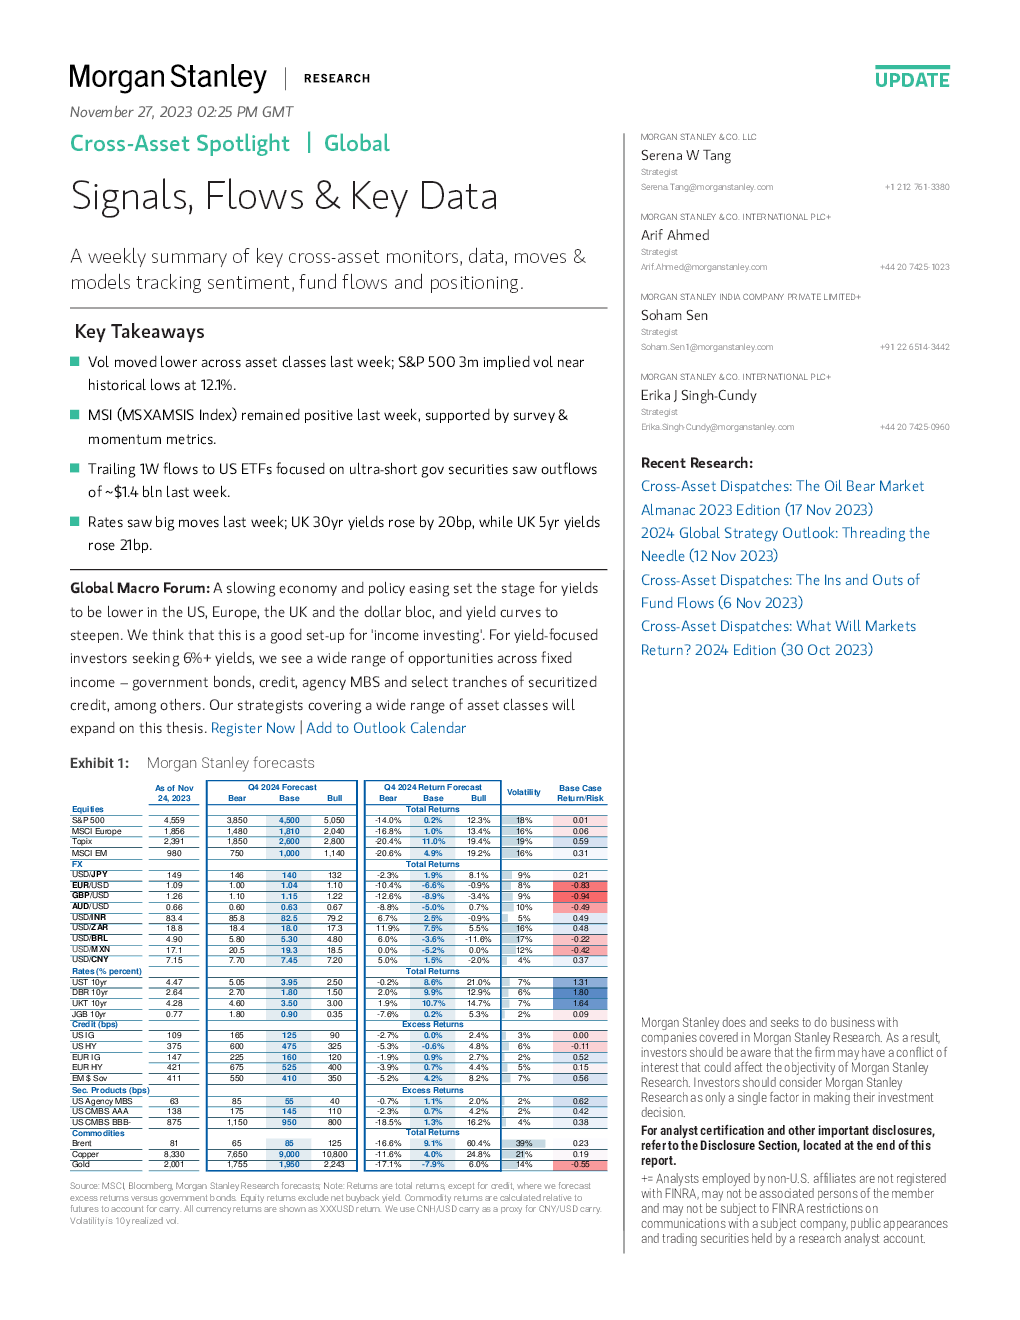 Morgan Stanley | RESEARCH
UPDATE
November 27, 2023 02:25 PM GMT
Cross-Asset Spotlight | Global
Signals, Flows & Key Data
A weekly summary of key cross-asset monitors, data, moves &
models tracking sentiment, fund flows and positioning.
Key Takeaways
Vol moved lower across asset classes last week; S&P 500 3m implied vol near
historical lows at 12.1%.
MSI (MSXAMSIS Index) remained positive last week, supported by survey &
momentum metrics.
Trailing 1W flows to US ETFs focused on ultra-short gov securities saw outflows
of ~$1.4 bln last week.
Rates saw big moves last week; UK 30yr yields rose by 20bp, while UK 5yr yields
rose 21bp.
Global Macro Forum: A slowing economy and policy easing set the stage for yields
to be lower in the US, Europe, the UK and the dollar bloc, and yield curves to
steepen. We think that this is a good set-up for 'income investing'. For yield-focused
investors seeking 6%+ yields, we see a wide range of opportunities across fixed
income – government bonds, credit, agency MBS and select tranches of securitized
credit, among others. Our strategists covering a wide range of asset classes will
expand on this thesis. Register Now | Add to Outlook Calendar
Exhibit 1: Morgan Stanley forecasts
As of Nov 24, 2023 | Q4 2024 Forecast | Q4 2024 Return Forecast | Volatility | Base Case Return/Risk
Bear Base Bull Bear Base Bull
Equities Total Returns
S&P 500 4,559 3,850 4,500 5,050 -14.0% 0.2% 12.3% 18% 0.01
MSCI Europe 1,856 1,480 1,810 2,040 -16.8% 1.0% 13.4% 16% 0.06
Topix 2,391 1,850 2,600 2,800 -20.4% 11.0% 19.4% 19% 0.59
MSCI EM 980 750 1,000 1,140 -20.6% 4.9% 19.2% 16% 0.31
FX Total Returns
USD/JPY 149 146 140 132 -2.3% 1.9% 8.1% 9% 0.21
EUR/USD 1.09 1.00 1.04 1.10 -10.4% -6.6% -0.9% 8% -0.83
GBP/USD 1.26 1.10 1.15 1.22 -12.6% -8.9% -3.4% 9% -0.94
AUD/USD 0.66 0.60 0.63 0.67 -8.8% -5.0% 0.7% 10% -0.49
USD/INR 83.4 85.8 82.5 79.2 6.7% 2.5% -0.9% 5% 0.49
USD/ZAR 18.8 18.4 18.0 17.3 11.9% 7.5% 5.5% 16% 0.48
USD/BRL 4.90 5.80 5.30 4.80 6.0% -3.6% -11.6% 17% -0.22
USD/MXN 17.1 20.5 19.3 18.5 0.0% -5.2% 0.0% 12% -0.42
USD/CNY 7.15 7.70 7.45 7.20 5.0% 1.5% -2.0% 4% 0.37
Rates (% percent) Total Returns
UST 10yr 4.47 5.05 3.95 2.50 -0.2% 8.6% 21.0% 7% 1.31
DBR 10yr 2.64 2.70 1.80 1.50 2.0% 9.9% 12.9% 6% 1.80
UKT 10yr 4.28 4.60 3.50 3.00 1.9% 10.7% 14.7% 7% 1.64
JGB 10yr 0.77 1.80 0.90 0.35 -7.6% 0.2% 5.3% 2% 0.09
Credit (bps) Excess Returns
US IG 109 165 125 90 -2.7% 0.0% 2.4% 3% 0.00
US HY 375 600 475 325 -5.3% -0.6% 4.8% 6% -0.11
EUR IG 147 225 160 120 -1.9% 0.9% 2.7% 2% 0.52
EUR HY 421 675 525 400 -3.9% 0.7% 4.4% 5% 0.15
EM $ Sov 411 550 410 350 -5.2% 4.2% 8.2% 7% 0.56
Sec. Products (bps) Excess Returns
US Agency MBS 63 85 55 40 -0.7% 1.1% 2.0% 2% 0.62
US CMBS AAA 138 175 145 110 -2.3% 0.7% 4.2% 2% 0.42
US CMBS BBB- 875 1,150 950 800 -18.5% 1.3% 16.2% 4% 0.38
Commodities Total Returns
Brent 81 65 85 125 -16.6% 9.1% 60.4% 39% 0.23
Copper 8,330 7,650 9,000 10,800 -11.6% 4.0% 24.8% 21% 0.19
Gold 2,001 1,755 1,950 2,243 -17.1% -7.9% 6.0% 14% -0.55
Source: MSCI, Bloomberg, Morgan Stanley Research forecasts; Note: Returns are total returns, except for credit, where we forecast
excess returns versus government bonds. Equity returns exclude net buyback yield. Commodity returns are calculated relative to
futures to account for carry. All currency returns are shown as XXXUSD return. We use CNH/USD carry as a proxy for CNY/USD carry.
Volatility is 10y realized vol.
MORGAN STANLEY & CO. LLC
Serena W Tang
Strategist
Serena.Tang@morganstanley.com +1 212 761-3380
MORGAN STANLEY & CO. INTERNATIONAL PLC+
Arif Ahmed
Strategist
Arif.Ahmed@morganstanley.com +44 20 7425-1023
MORGAN STANLEY INDIA COMPANY PRIVATE LIMITED+
Soham Sen
Strategist
Soham.Sen1@morganstanley.com +91 22 6514-3442
MORGAN STANLEY & CO. INTERNATIONAL PLC+
Erika J Singh-Cundy
Strategist
Erika.Singh-Cundy@morganstanley.com +44 20 7425-0960
Recent Research:
Cross-Asset Dispatches: The Oil Bear Market
Almanac 2023 Edition (17 Nov 2023)
2024 Global Strategy Outlook: Threading the
Needle (12 Nov 2023)
Cross-Asset Dispatches: The Ins and Outs of
Fund Flows (6 Nov 2023)
Cross-Asset Dispatches: What Will Markets
Return? 2024 Edition (30 Oct 2023)
Morgan Stanley does and seeks to do business with
companies covered in Morgan Stanley Research. As a result,
investors should be aware that the firm may have a conflict of
interest that could affect the objectivity of Morgan Stanley
Research. Investors should consider Morgan Stanley
Research as only a single factor in making their investment
decision.
For analyst certification and other important disclosures,
refer to the Disclosure Section, located at the end of this
report.
+= Analysts employed by non-U.S. affiliates are not registered
with FINRA, may not be associated persons of the member
and may not be subject to FINRA restrictions on
communications with a subject company, public appearances
and trading securities held by a research analyst account.